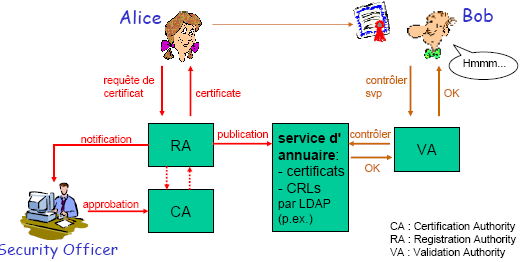 Alice
Bob
Hmmm...
requête de
certificat
certificate
contrôler
svp
OK
notification
RA
publication
service d'
annuaire:
- certificats
- CRLs
par LDAP
(p.ex.)
contrôler
OK
VA
approbation
CA
Security Officer
CA : Certification Authority
RA : Registration Authority
VA : Validation Authority